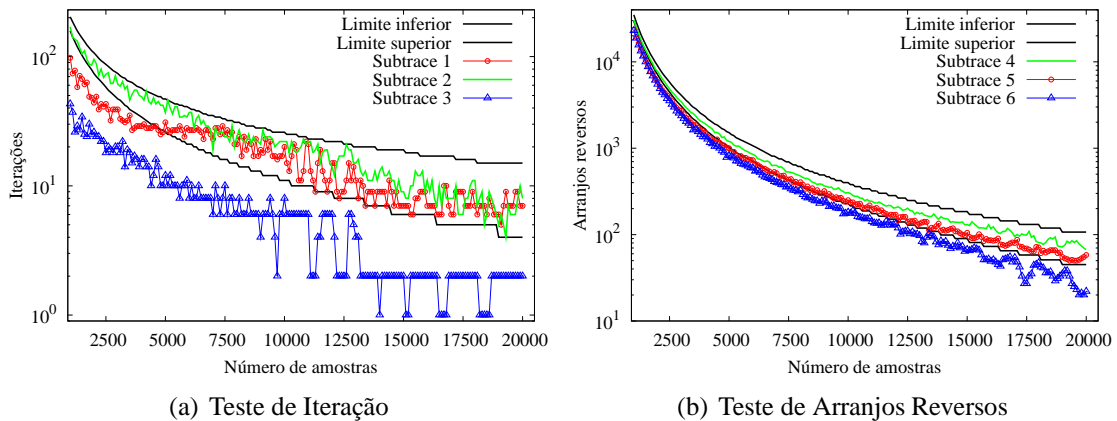 10^2
10^1
10^0
Iterações
Limite inferior
Limite superior
Subtrace 1
Subtrace 2
Subtrace 3
2500 5000 7500 10000 12500 15000 17500 20000
Número de amostras
(a) Teste de Iteração
10^4
10^3
10^2
10^1
Arranjos reversos
Limite inferior
Limite superior
Subtrace 4
Subtrace 5
Subtrace 6
2500 5000 7500 10000 12500 15000 17500 20000
Número de amostras
(b) Teste de Arranjos Reversos